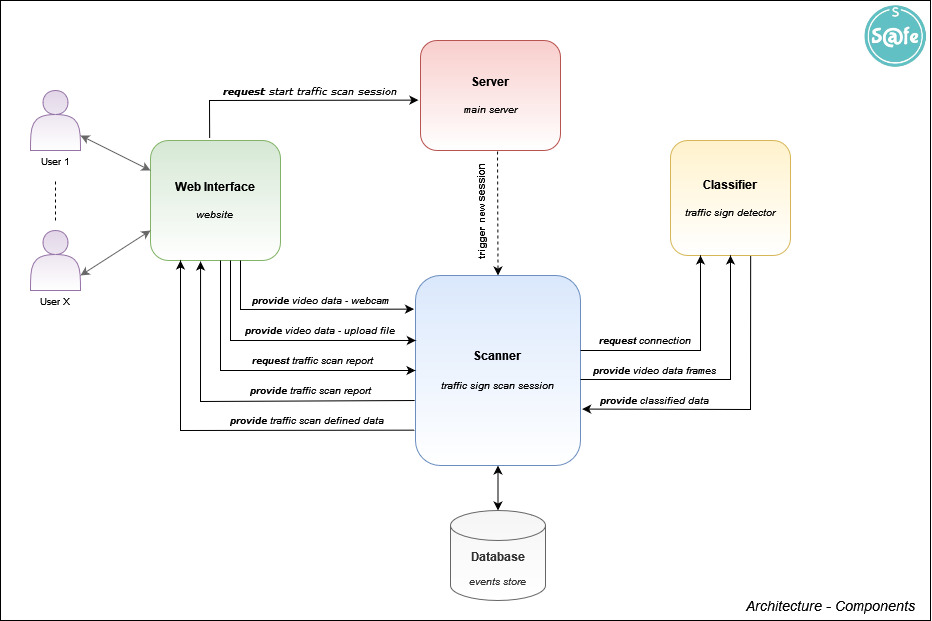 S
S@fe
Server
main server
request start traffic scan session
User 1
Web Interface
website
trigger new session
Classifier
traffic sign detector
User X
provide video data - webcam
provide video data - upload file
request traffic scan report
provide traffic scan report
provide traffic scan defined data
Scanner
traffic sign scan session
request connection
provide video data frames
provide classified data
Database
events store
Architecture - Components